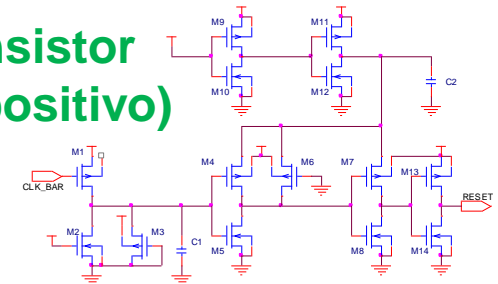 nsistor
positivo)
M9
M11
M10
M12
C2
M1
CLK_BAR
M4
M6
M7
M13
RESET
M2
M3
C1
M5
M8
M14